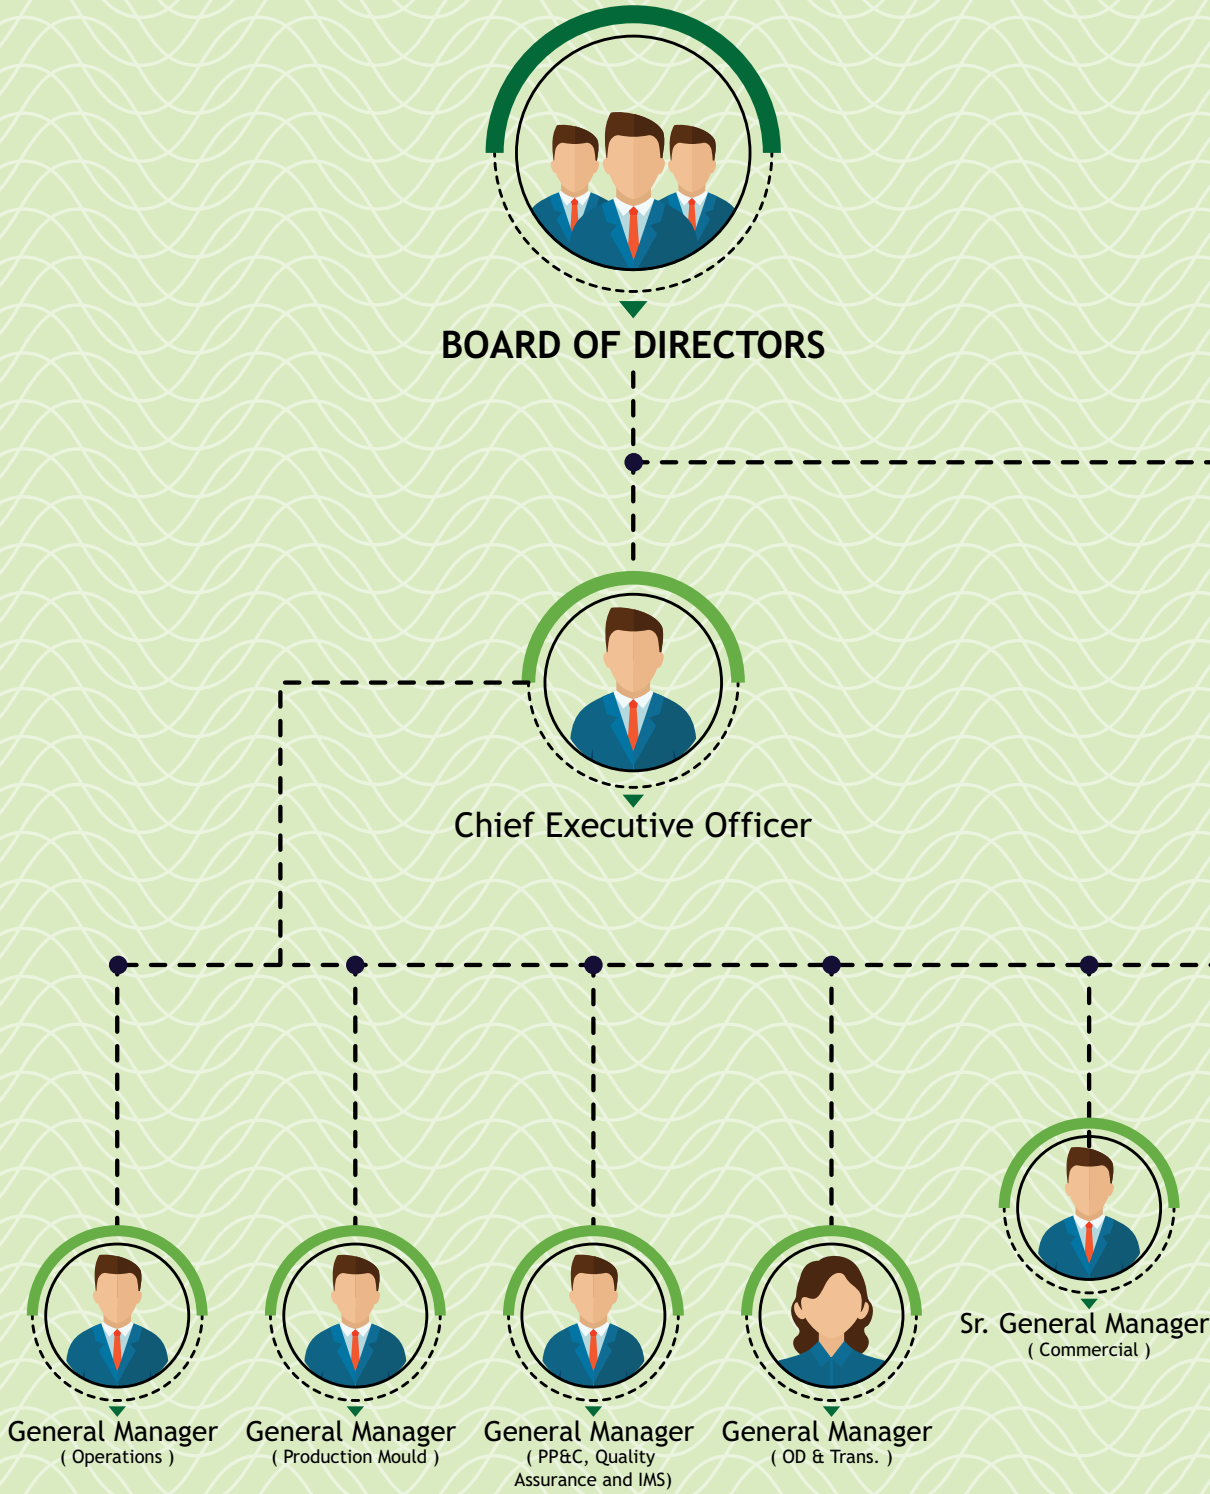 BOARD OF DIRECTORS
Chief Executive Officer
Sr. General Manager
( Commercial )
General Manager
( Operations )
General Manager
( Production Mould )
General Manager
( PP&C, Quality
Assurance and IMS)
General Manager
( OD & Trans. )